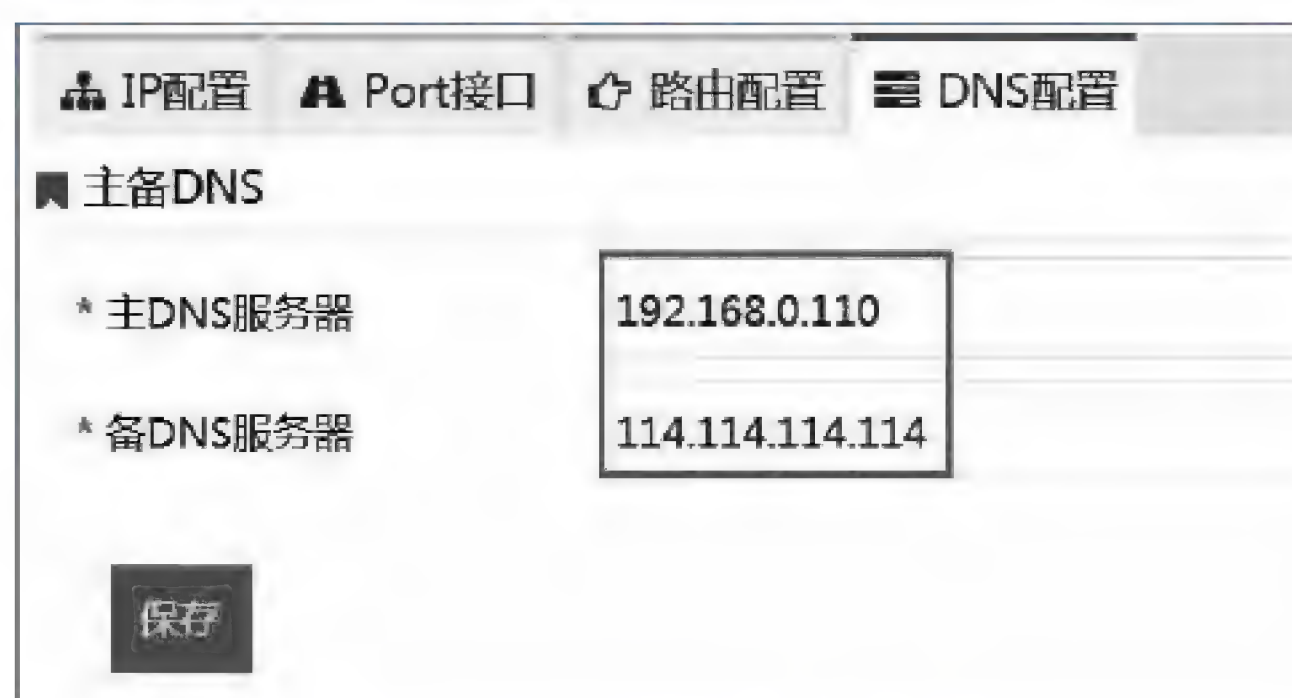 IP配置 Port接口 路由配置 DNS配置
主备DNS
* 主DNS服务器 192.168.0.110
* 备DNS服务器 114.114.114.114
保存